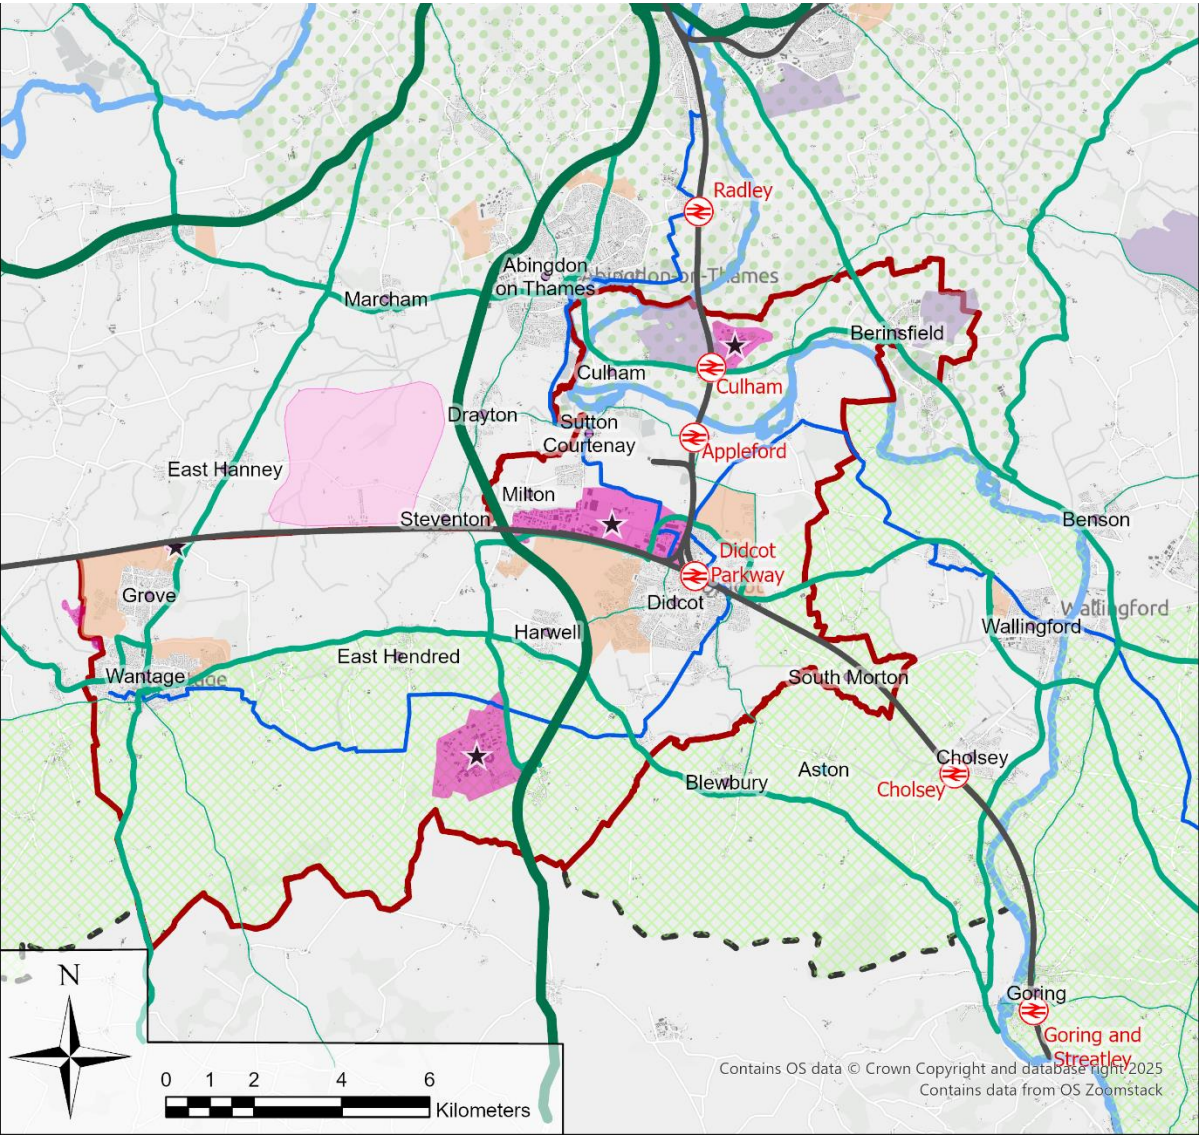 Radley
Abingdon
on Thames
Abingdon-on-Thames
Marcham
Berinsfield
Culham
Culham
Drayton
Sutton
Courtenay
Appleford
East Hanney
Milton
Steventon
Benson
Didcot
Parkway
Grove
Didcot
Wallingford
Wallingford
Harwell
East Hendred
Wantage
South Morton
Cholsey
Aston
Blewbury
Cholsey
N
Goring
Goring and
Streatley
Contains OS data © Crown Copyright and database right 2025
Contains data from OS Zoomstack
0 1 2 4 6
Kilometers